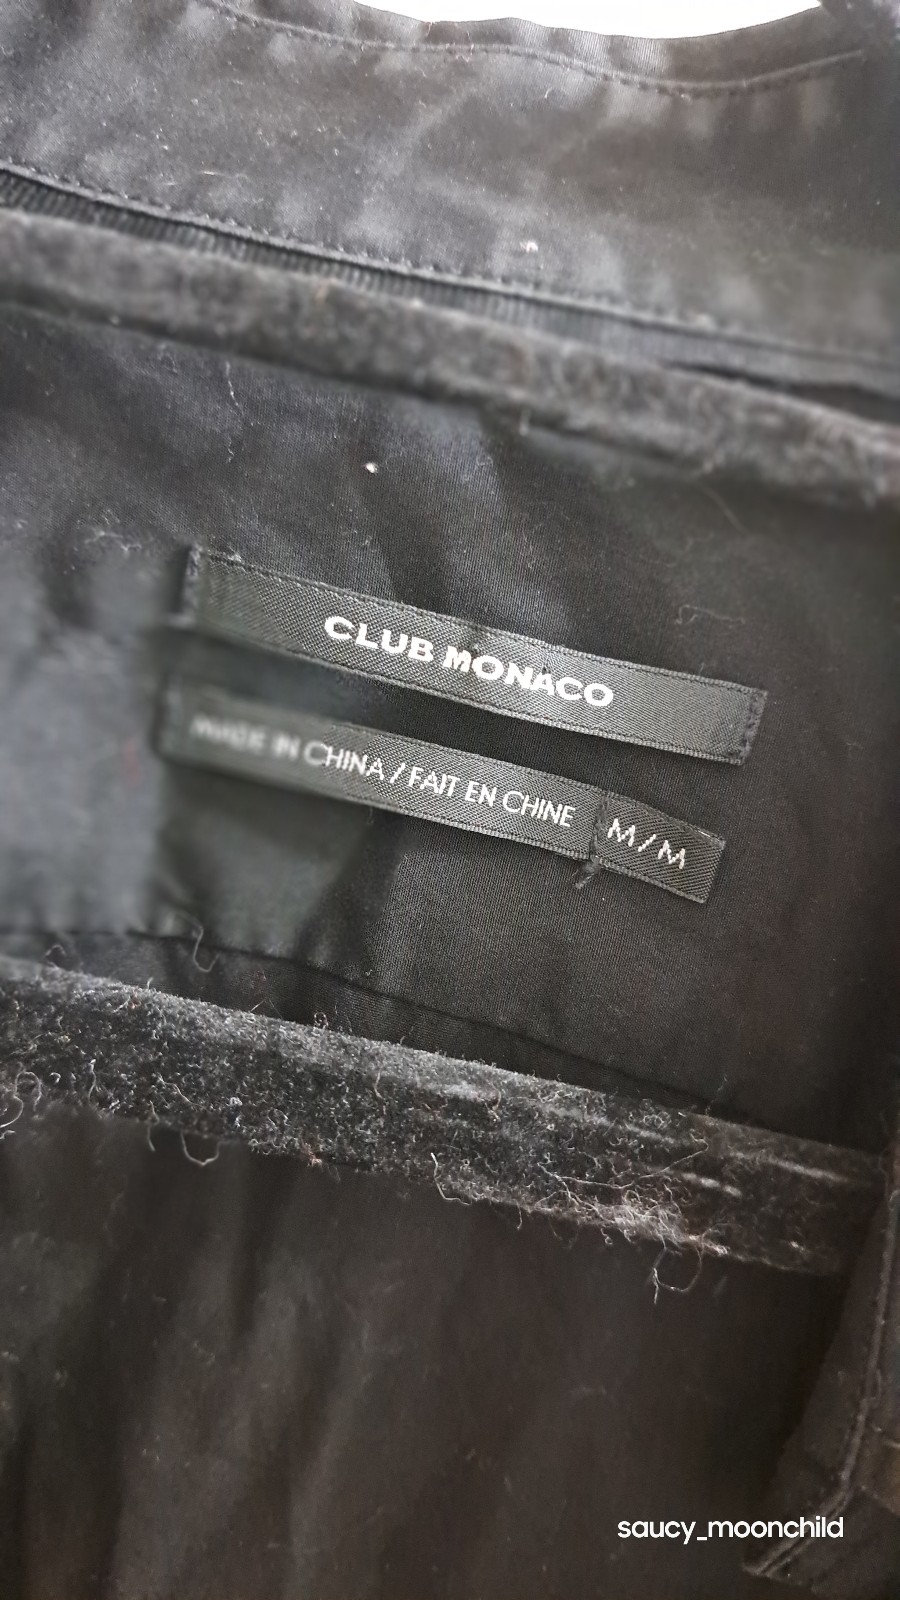 CLUB MONACO
MADE IN CHINA / FAIT EN CHINE
M/M
saucy_moonchild